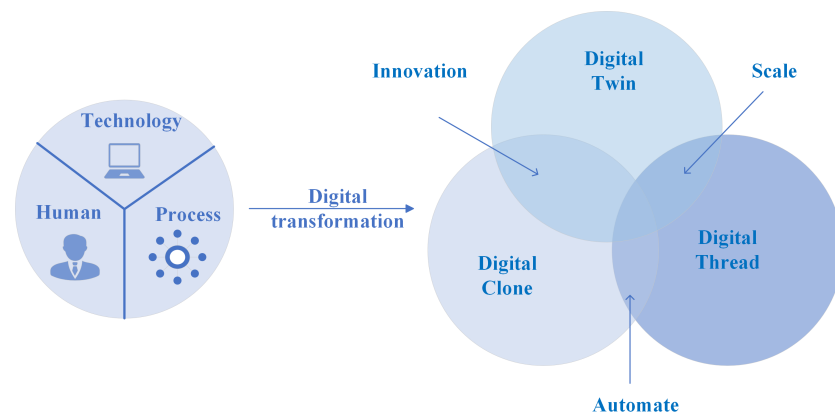 Technology
Human
Process
Digital
transformation
Innovation
Digital
Twin
Scale
Digital
Clone
Digital
Thread
Automate